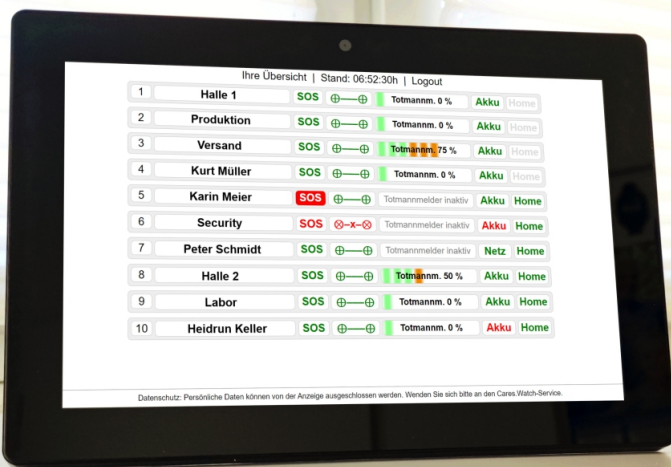 Ihre Übersicht | Stand: 06:52:30h | Logout
1 Halle 1 SOS Totmannm. 0 % Akku Home
2 Produktion SOS Totmannm. 0 % Akku Home
3 Versand SOS Totmannm. 75 % Akku Home
4 Kurt Müller SOS Totmannm. 0 % Akku Home
5 Karin Meier SOS Totmannmelder inaktiv Akku Home
6 Security SOS x Totmannmelder inaktiv Akku Home
7 Peter Schmidt SOS Totmannmelder inaktiv Netz Home
8 Halle 2 SOS Totmannm. 50 % Akku Home
9 Labor SOS Totmannm. 0 % Akku Home
10 Heidrun Keller SOS Totmannm. 0 % Akku Home
Datenschutz: Persönliche Daten können von der Anzeige ausgeschlossen werden. Wenden Sie sich bitte an den Cares.Watch-Service.